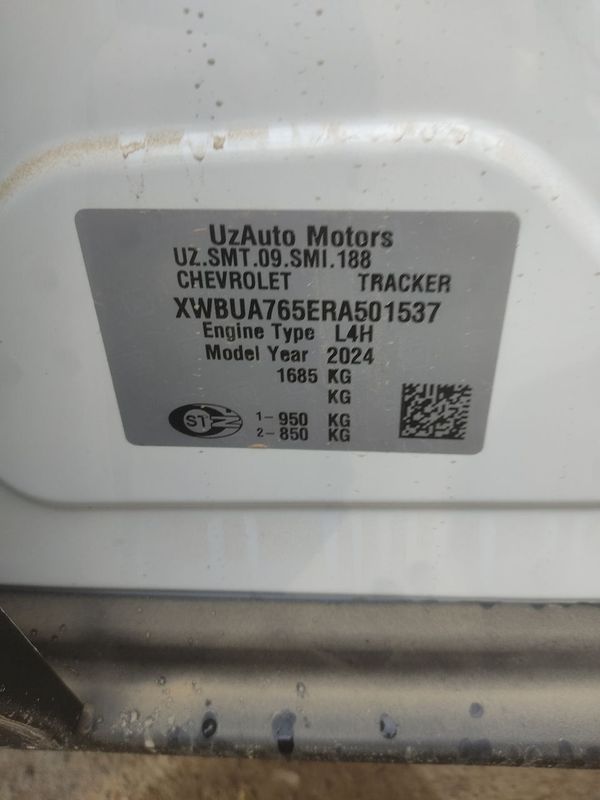 UzAuto Motors
UZ.SMT.09.SMI.188
CHEVROLET TRACKER
XWBUA765ERA501537
Engine Type L4H
Model Year 2024
1685 KG
KG
1- 950 KG
2- 850 KG